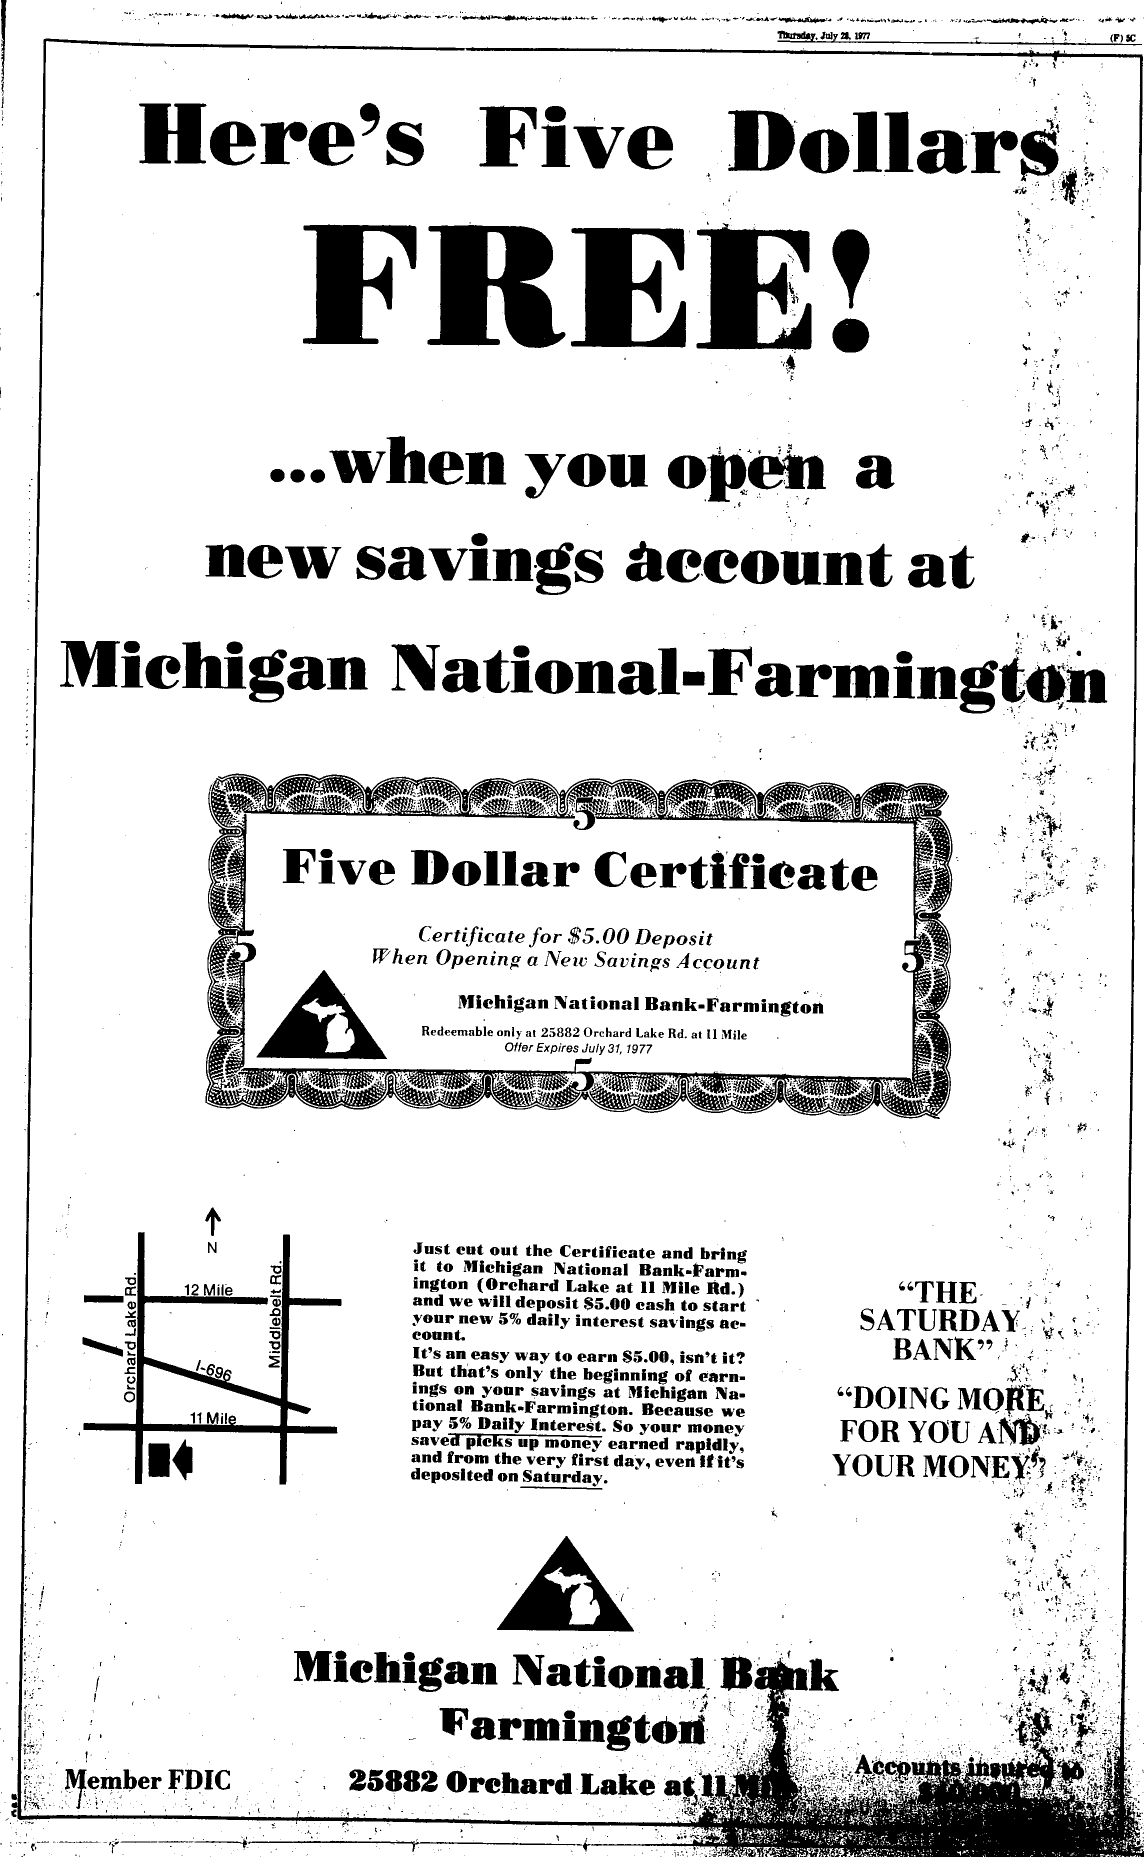 Thursday, July 28, 1977
(F) 5C
Here's Five Dollars
FREE!
...when you open a
new savings account at
Michigan National-Farmington
5
Five Dollar Certificate
Certificate for $5.00 Deposit
When Opening a New Savings Account
5
5
Michigan National Bank-Farmington
Redeemable only at 25882 Orchard Lake Rd. at 11 Mile
Offer Expires July 31, 1977
5
N
12 Mile
Orchard Lake Rd.
Middlebelt Rd.
I-696
11 Mile
Just cut out the Certificate and bring
it to Michigan National Bank-Farm-
ington (Orchard Lake at 11 Mile Rd.)
and we will deposit $5.00 cash to start
your new 5% daily interest savings ac-
count.
It's an easy way to earn $5.00, isn't it?
But that's only the beginning of earn-
ings on your savings at Michigan Na-
tional Bank-Farmington. Because we
pay 5% Daily Interest. So your money
saved picks up money earned rapidly,
and from the very first day, even if it's
deposited on Saturday.
"THE
SATURDAY
BANK"
"DOING MORE
FOR YOU AND
YOUR MONEY"
Michigan National Bank
Farmington
Member FDIC
25882 Orchard Lake at 11 Mile
Accounts insured to
$40,000